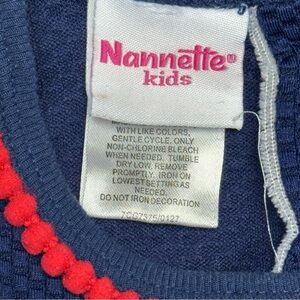 Nannette®
kids
WITH LIKE COLORS,
GENTLE CYCLE. ONLY
NON-CHLORINE BLEACH
WHEN NEEDED. TUMBLE
DRY LOW, REMOVE
PROMPTLY. IRON ON
LOWEST SETTING AS
NEEDED.
DO NOT IRON DECORATION